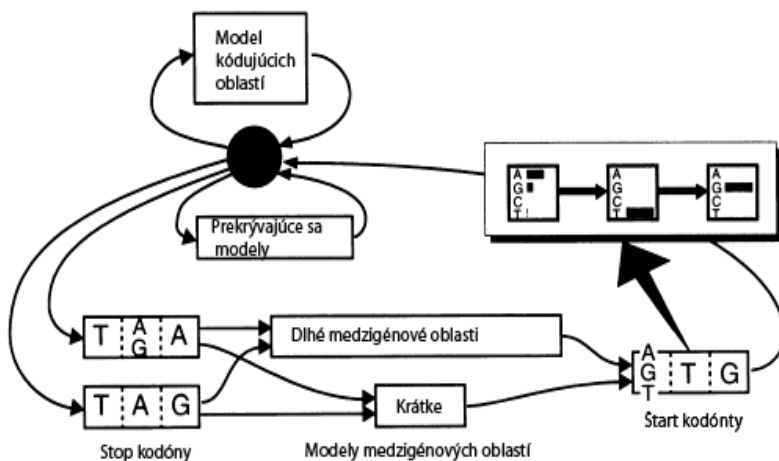 Model
kódujúcich
oblastí
A
G
C
T
A
G
C
T
A
G
C
T
Prekrývajúce sa
modely
T A G A
Dlhé medzigénové oblasti
A G T T G
T A G
Krátke
Štart kodónty
Stop kodóny
Modely medzigénových oblastí